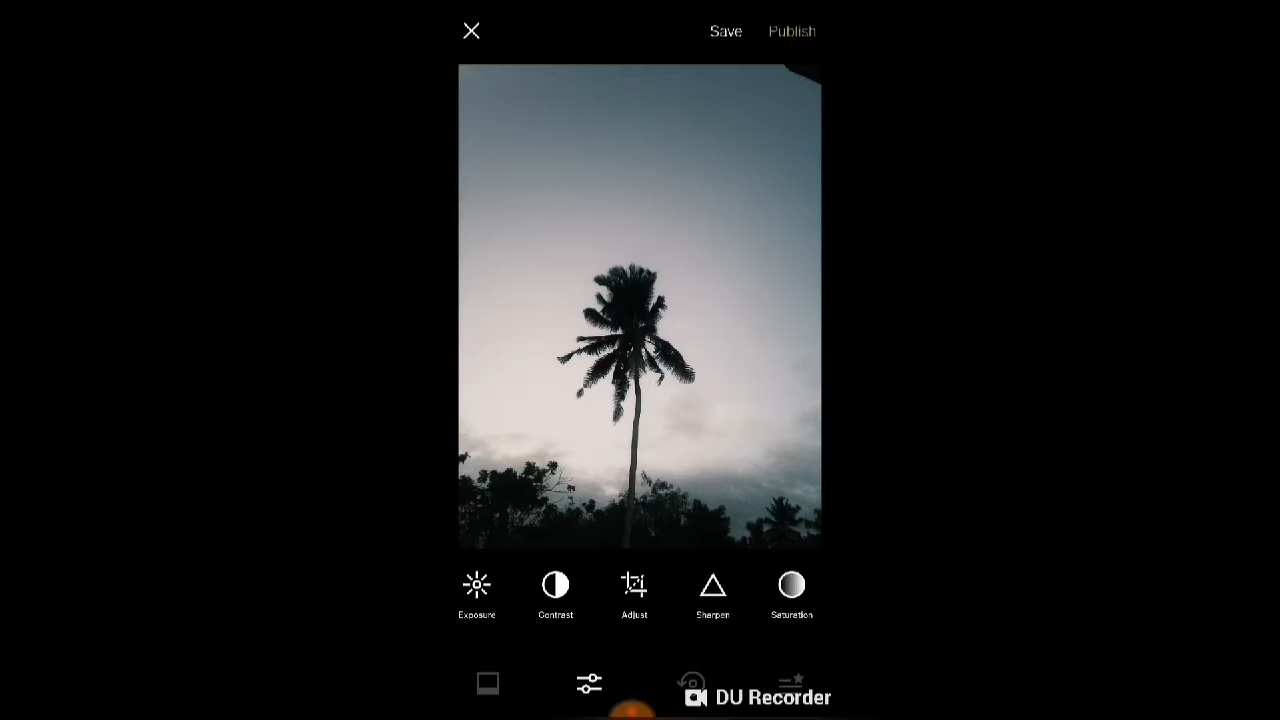 Save Publish
Exposure Contrast Adjust Sharpen Saturation
DU Recorder